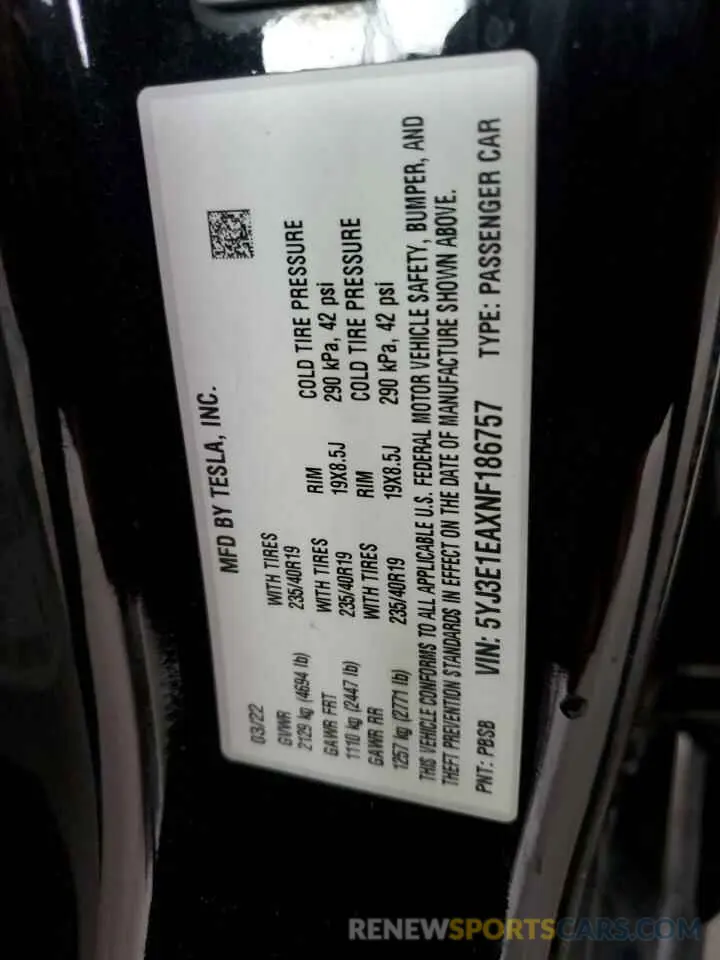 MFD BY TESLA, INC.
03/22
GVWR
2129 kg (4694 lb)
WITH TIRES
235/40R19
RIM
19X8.5J
COLD TIRE PRESSURE
290 kPa, 42 psi
GAWR FRT
1110 kg (2447 lb)
WITH TIRES
235/40R19
RIM
19X8.5J
COLD TIRE PRESSURE
290 kPa, 42 psi
GAWR RR
1257 kg (2771 lb)
WITH TIRES
235/40R19
THIS VEHICLE CONFORMS TO ALL APPLICABLE U.S. FEDERAL MOTOR VEHICLE SAFETY, BUMPER, AND
THEFT PREVENTION STANDARDS IN EFFECT ON THE DATE OF MANUFACTURE SHOWN ABOVE.
PNT: PBSB VIN: 5YJ3E1EAXNF186757 TYPE: PASSENGER CAR
RENEWSPORTSCARS.COM